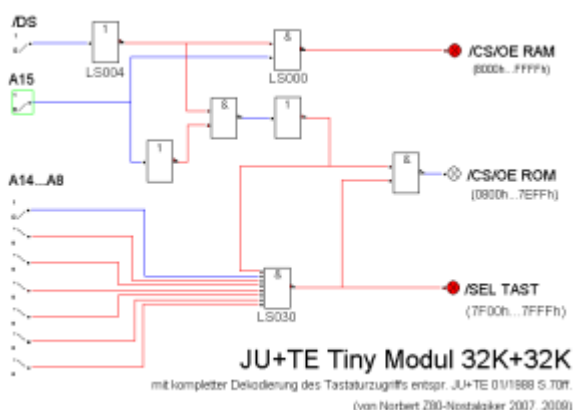 /DS
1
&
LS004
LS000
/CS/OE RAM
(8000h...FFFFh)
A15
&
1
1
&
/CS/OE ROM
(0800h...7EFFh)
A14...A8
&
LS030
/SEL TAST
(7F00h...7FFFh)
JU+TE Tiny Modul 32K+32K
mit kompletter Dekodierung des Tastaturzugriffs entspr. JU+TE 01/1988 S.70ff.
(von Norbert Z80-Nostalgiker 2007, 2009)